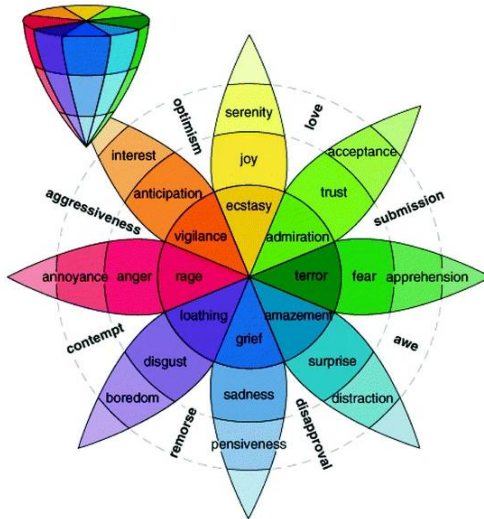 serenity
optimism
love
interest
joy
acceptance
anticipation
trust
aggressiveness
ecstasy
submission
vigilance
admiration
annoyance
anger
rage
terror
fear
apprehension
loathing
amazement
contempt
grief
awe
disgust
surprise
boredom
sadness
distraction
remorse
pensiveness
disapproval